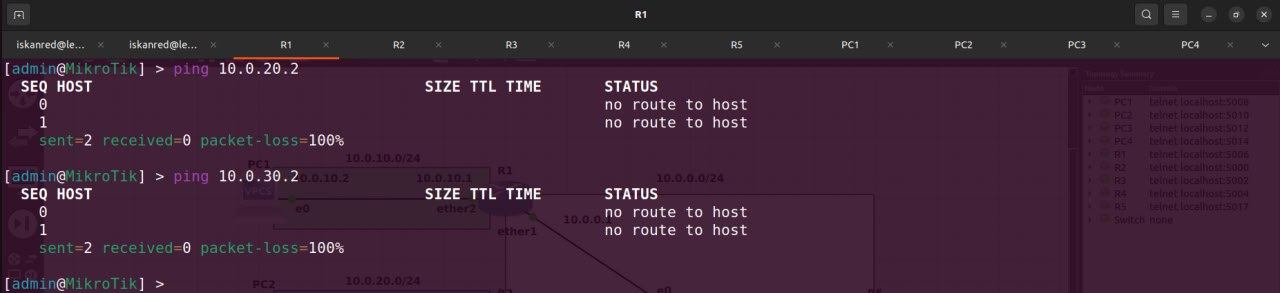 R1
iskanred@le... × iskanred@le... × R1 × R2 × R3 × R4 × R5 × PC1 × PC2 × PC3 × PC4 ×
[admin@MikroTik] > ping 10.0.20.2
SEQ HOST SIZE TTL TIME STATUS
0 no route to host
1 no route to host
sent=2 received=0 packet-loss=100%
[admin@MikroTik] > ping 10.0.30.2
SEQ HOST SIZE TTL TIME STATUS
0 no route to host
1 no route to host
sent=2 received=0 packet-loss=100%
[admin@MikroTik] >
Topology Summary
PC1 telnet localhost:5008
PC2 telnet localhost:5010
PC3 telnet localhost:5012
PC4 telnet localhost:5014
R1 telnet localhost:5006
R2 telnet localhost:5000
R3 telnet localhost:5002
R4 telnet localhost:5004
R5 telnet localhost:5017
Switch none
10.0.10.0/24
PC1
R1
10.0.0.0/24
10.0.10.1
VPCS
e0
ether2
ether1
10.0.20.0/24
PC2
e0